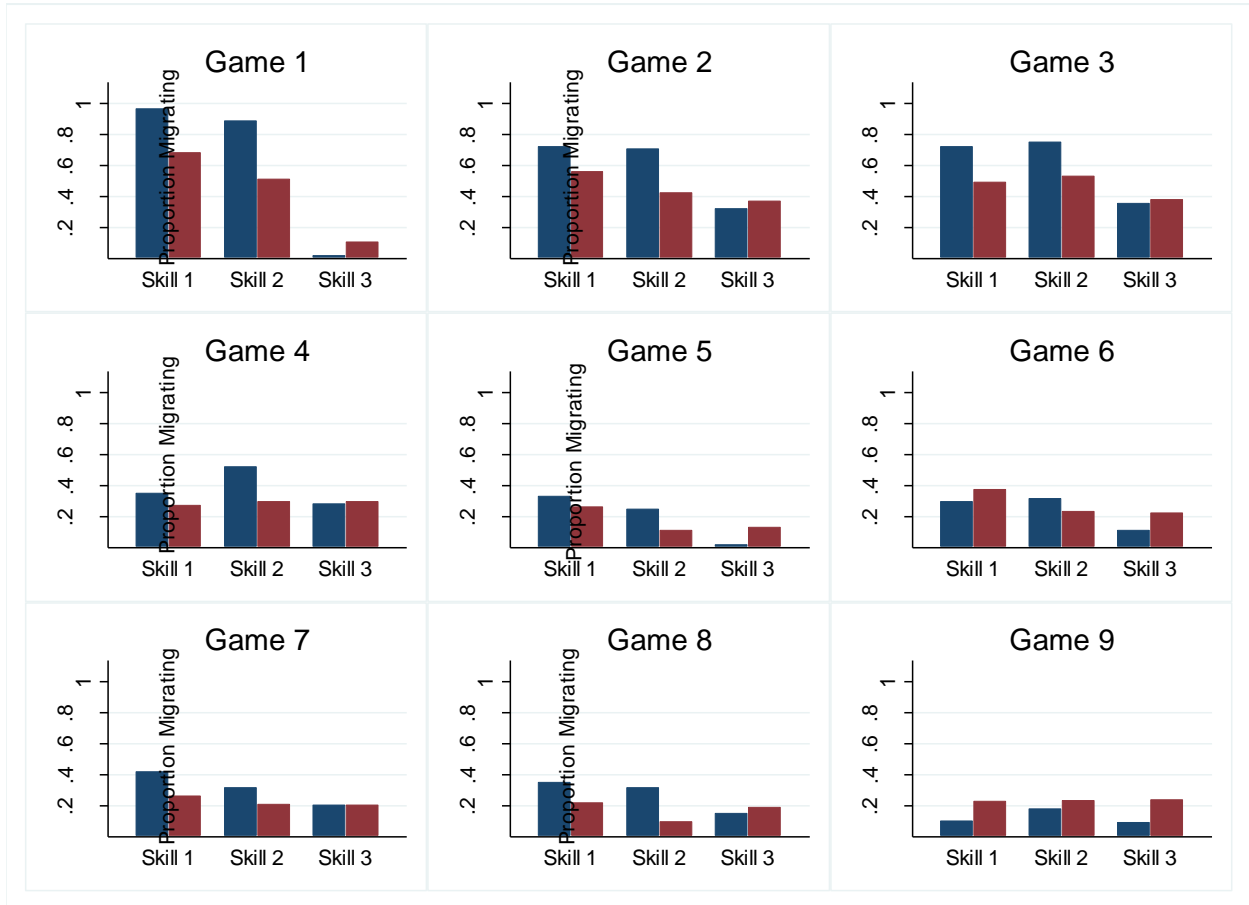 Game 1
Proportion Migrating
1
.8
.6
.4
.2
Skill 1 Skill 2 Skill 3
Game 2
Proportion Migrating
1
.8
.6
.4
.2
Skill 1 Skill 2 Skill 3
Game 3
1
.8
.6
.4
.2
Skill 1 Skill 2 Skill 3
Game 4
Proportion Migrating
1
.8
.6
.4
.2
Skill 1 Skill 2 Skill 3
Game 5
Proportion Migrating
1
.8
.6
.4
.2
Skill 1 Skill 2 Skill 3
Game 6
1
.8
.6
.4
.2
Skill 1 Skill 2 Skill 3
Game 7
Proportion Migrating
1
.8
.6
.4
.2
Skill 1 Skill 2 Skill 3
Game 8
Proportion Migrating
1
.8
.6
.4
.2
Skill 1 Skill 2 Skill 3
Game 9
1
.8
.6
.4
.2
Skill 1 Skill 2 Skill 3